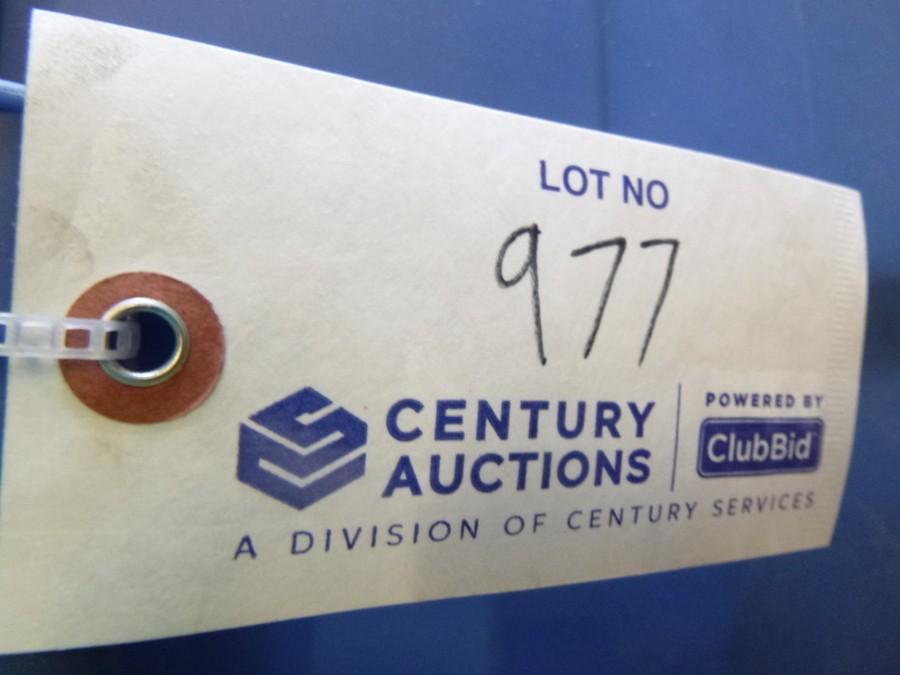 LOT NO
977
CENTURY
AUCTIONS
POWERED BY
ClubBid
A DIVISION OF CENTURY SERVICES